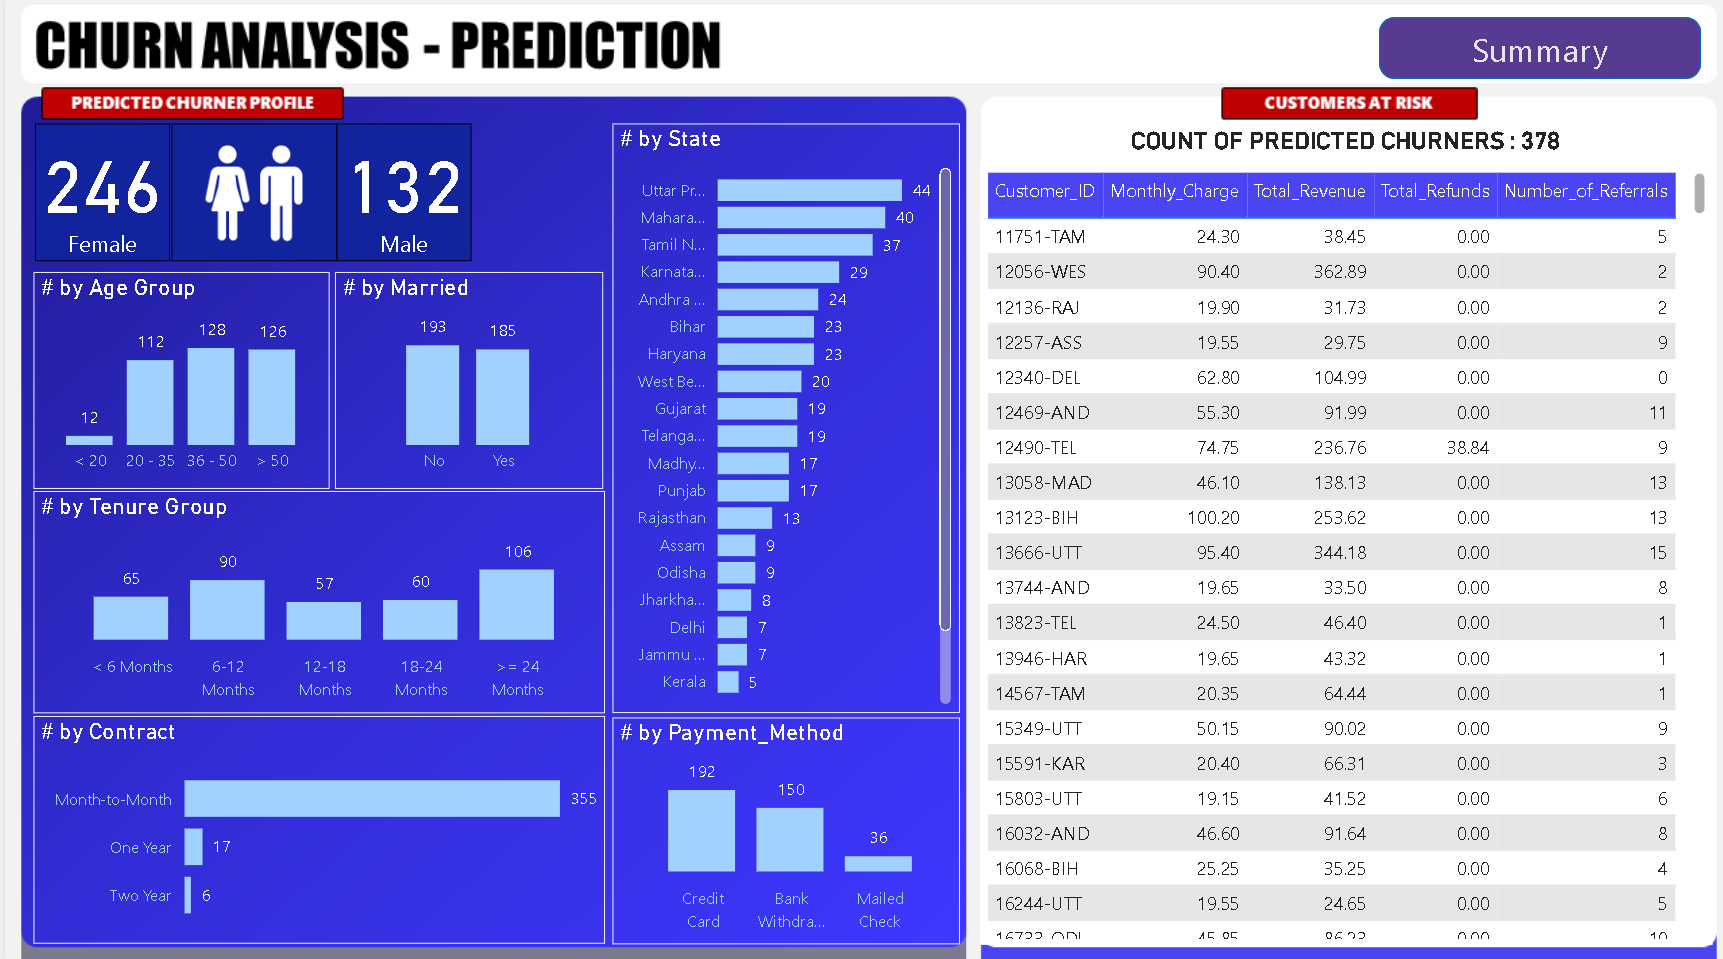 CHURN ANALYSIS - PREDICTION
Summary
PREDICTED CHURNER PROFILE
246
Female
132
Male
# by Age Group
12
112
128
126
< 20
20 - 35
36 - 50
> 50
# by Married
193
185
No
Yes
# by Tenure Group
65
90
57
60
106
< 6 Months
6-12 Months
12-18 Months
18-24 Months
>= 24 Months
# by Contract
Month-to-Month 355
One Year 17
Two Year 6
# by State
Uttar Pr... 44
Mahara... 40
Tamil N... 37
Karnata... 29
Andhra ... 24
Bihar 23
Haryana 23
West Be... 20
Gujarat 19
Telanga... 19
Madhy... 17
Punjab 17
Rajasthan 13
Assam 9
Odisha 9
Jharkha... 8
Delhi 7
Jammu ... 7
Kerala 5
# by Payment_Method
192
150
36
Credit Card
Bank Withdra...
Mailed Check
CUSTOMERS AT RISK
COUNT OF PREDICTED CHURNERS : 378
Customer_ID Monthly_Charge Total_Revenue Total_Refunds Number_of_Referrals
11751-TAM 24.30 38.45 0.00 5
12056-WES 90.40 362.89 0.00 2
12136-RAJ 19.90 31.73 0.00 2
12257-ASS 19.55 29.75 0.00 9
12340-DEL 62.80 104.99 0.00 0
12469-AND 55.30 91.99 0.00 11
12490-TEL 74.75 236.76 38.84 9
13058-MAD 46.10 138.13 0.00 13
13123-BIH 100.20 253.62 0.00 13
13666-UTT 95.40 344.18 0.00 15
13744-AND 19.65 33.50 0.00 8
13823-TEL 24.50 46.40 0.00 1
13946-HAR 19.65 43.32 0.00 1
14567-TAM 20.35 64.44 0.00 1
15349-UTT 50.15 90.02 0.00 9
15591-KAR 20.40 66.31 0.00 3
15803-UTT 19.15 41.52 0.00 6
16032-AND 46.60 91.64 0.00 8
16068-BIH 25.25 35.25 0.00 4
16244-UTT 19.55 24.65 0.00 5